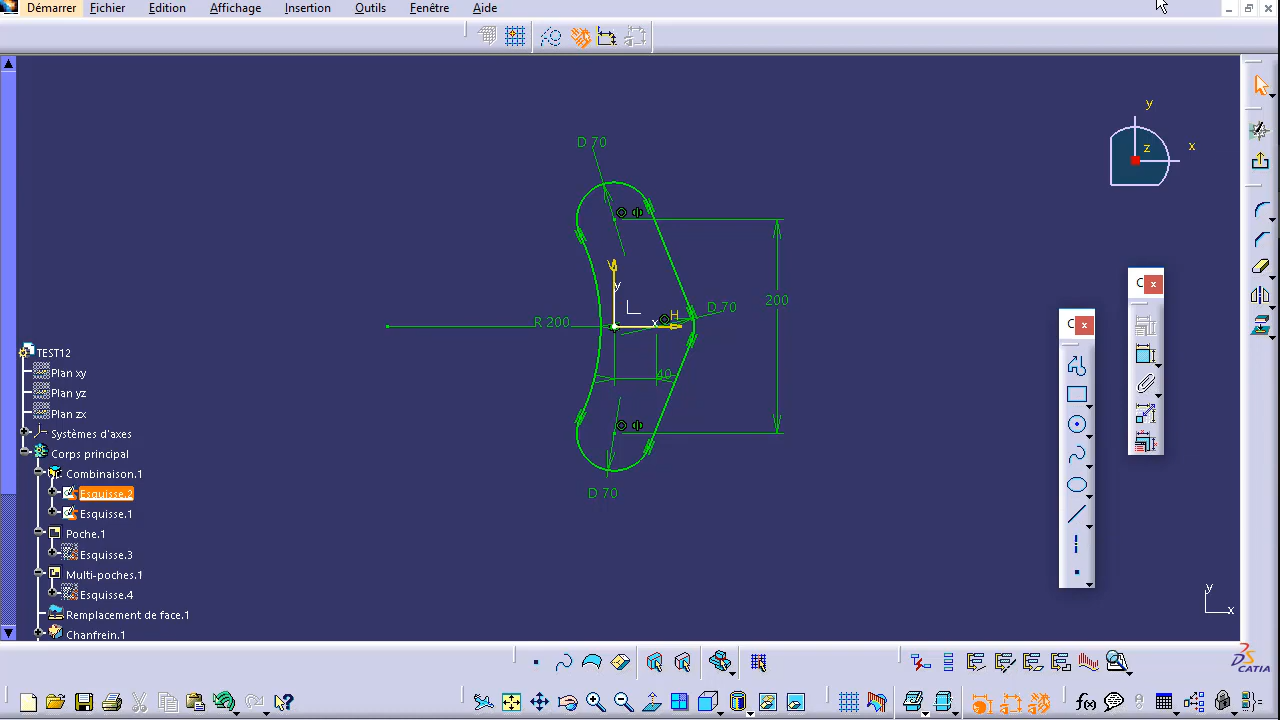 Démarrer Fichier Edition Affichage Insertion Outils Fenêtre Aide
y
z
x
D 70
V
y
x
H
D 70
R 200
200
40
D 70
C x
C x
TEST12
Plan xy
Plan yz
Plan zx
Systèmes d'axes
Corps principal
Combinaison.1
Esquisse.2
Esquisse.1
Poche.1
Esquisse.3
Multi-poches.1
Esquisse.4
Remplacement de face.1
Chanfrein.1
y
x
CATIA
f(x)